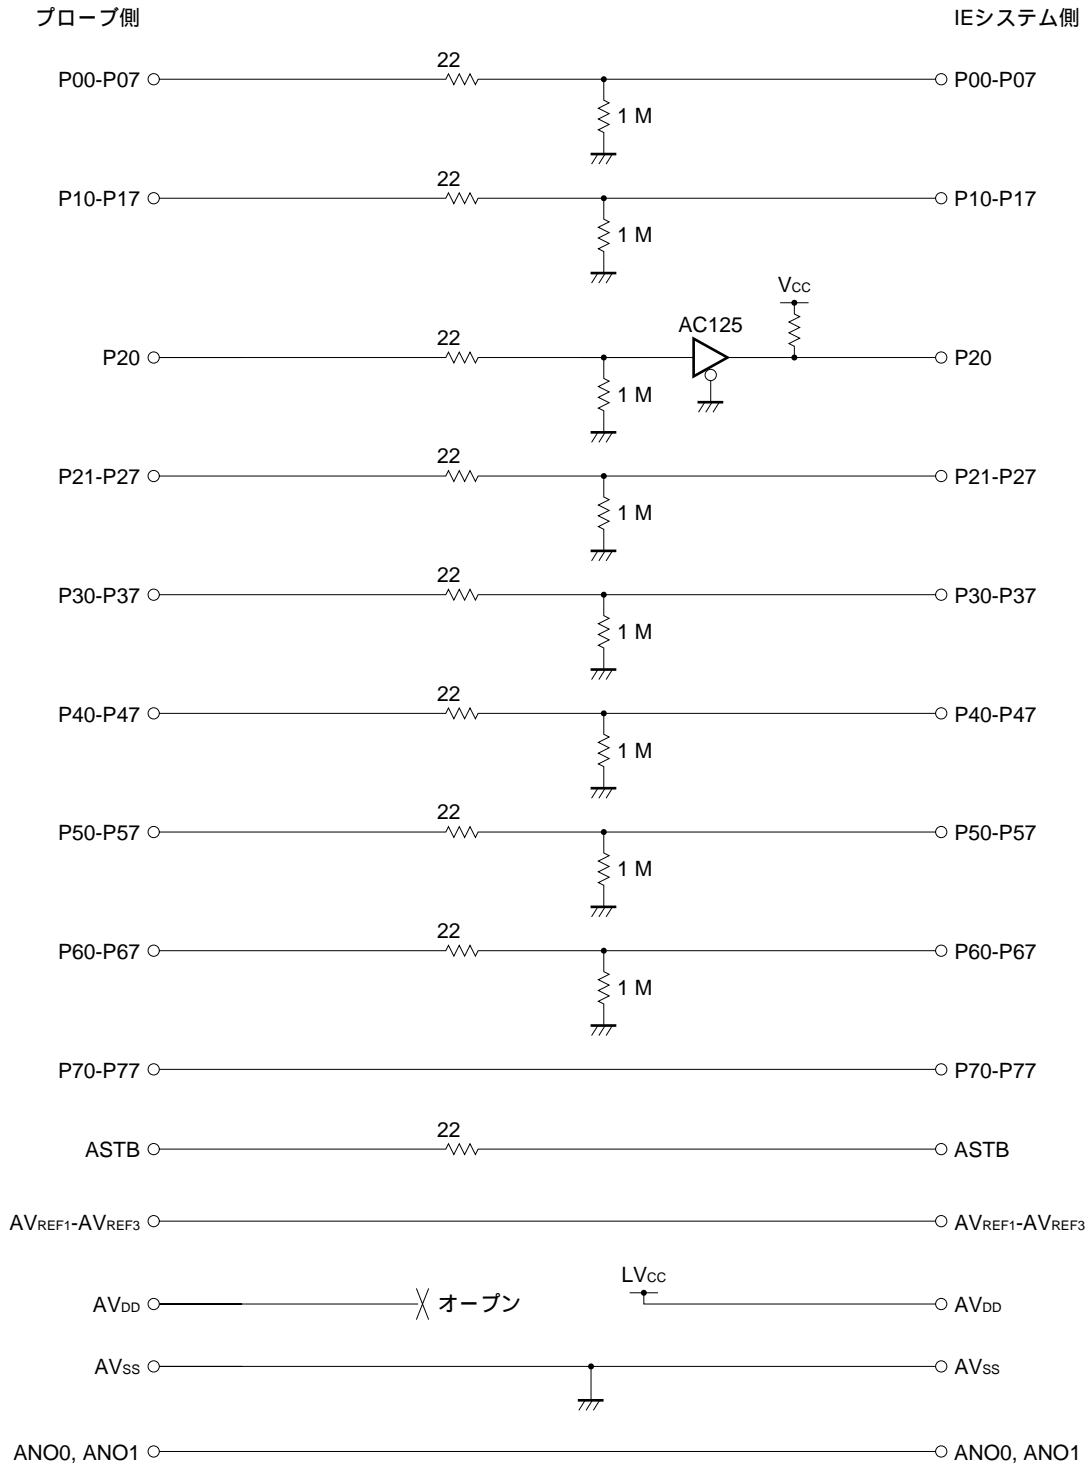 プローブ側 IEシステム側
22
P00-P07 P00-P07
1 M
22
P10-P17 P10-P17
1 M
VCC
AC125
22
P20 P20
1 M
22
P21-P27 P21-P27
1 M
22
P30-P37 P30-P37
1 M
22
P40-P47 P40-P47
1 M
22
P50-P57 P50-P57
1 M
22
P60-P67 P60-P67
1 M
P70-P77 P70-P77
22
ASTB ASTB
AVREF1-AVREF3 AVREF1-AVREF3
LVCC
AVDD オープン AVDD
AVSS AVSS
ANO0, ANO1 ANO0, ANO1